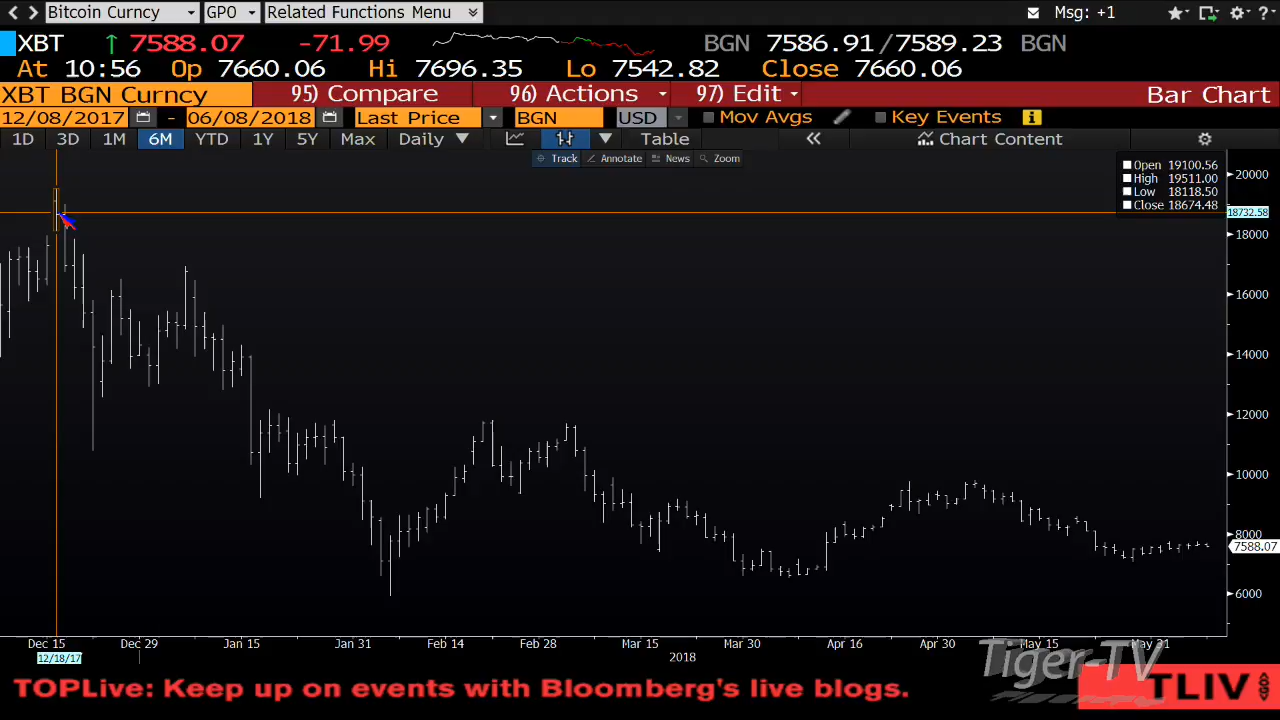 Bitcoin Curncy GPO Related Functions Menu Msg: +1 ?
XBT ↑ 7588.07 -71.99 BGN 7586.91/7589.23 BGN
At 10:56 Op 7660.06 Hi 7696.35 Lo 7542.82 Close 7660.06
XBT BGN Curncy 95) Compare 96) Actions 97) Edit Bar Chart
12/08/2017 - 06/08/2018 Last Price BGN USD Mov Avgs Key Events i
1D 3D 1M 6M YTD 1Y 5Y Max Daily Table « Chart Content
Track Annotate News Zoom
Open 19100.56
High 19511.00
Low 18118.50
Close 18674.48
20000
18732.58
18000
16000
14000
12000
10000
8000
7588.07
6000
Dec 15 Dec 29 Jan 15 Jan 31 Feb 14 Feb 28 Mar 15 Mar 30 Apr 16 Apr 30 May 15 May 31
12/18/17 2018
Tiger-TV
TOPLive: Keep up on events with Bloomberg's live blogs. TLIV